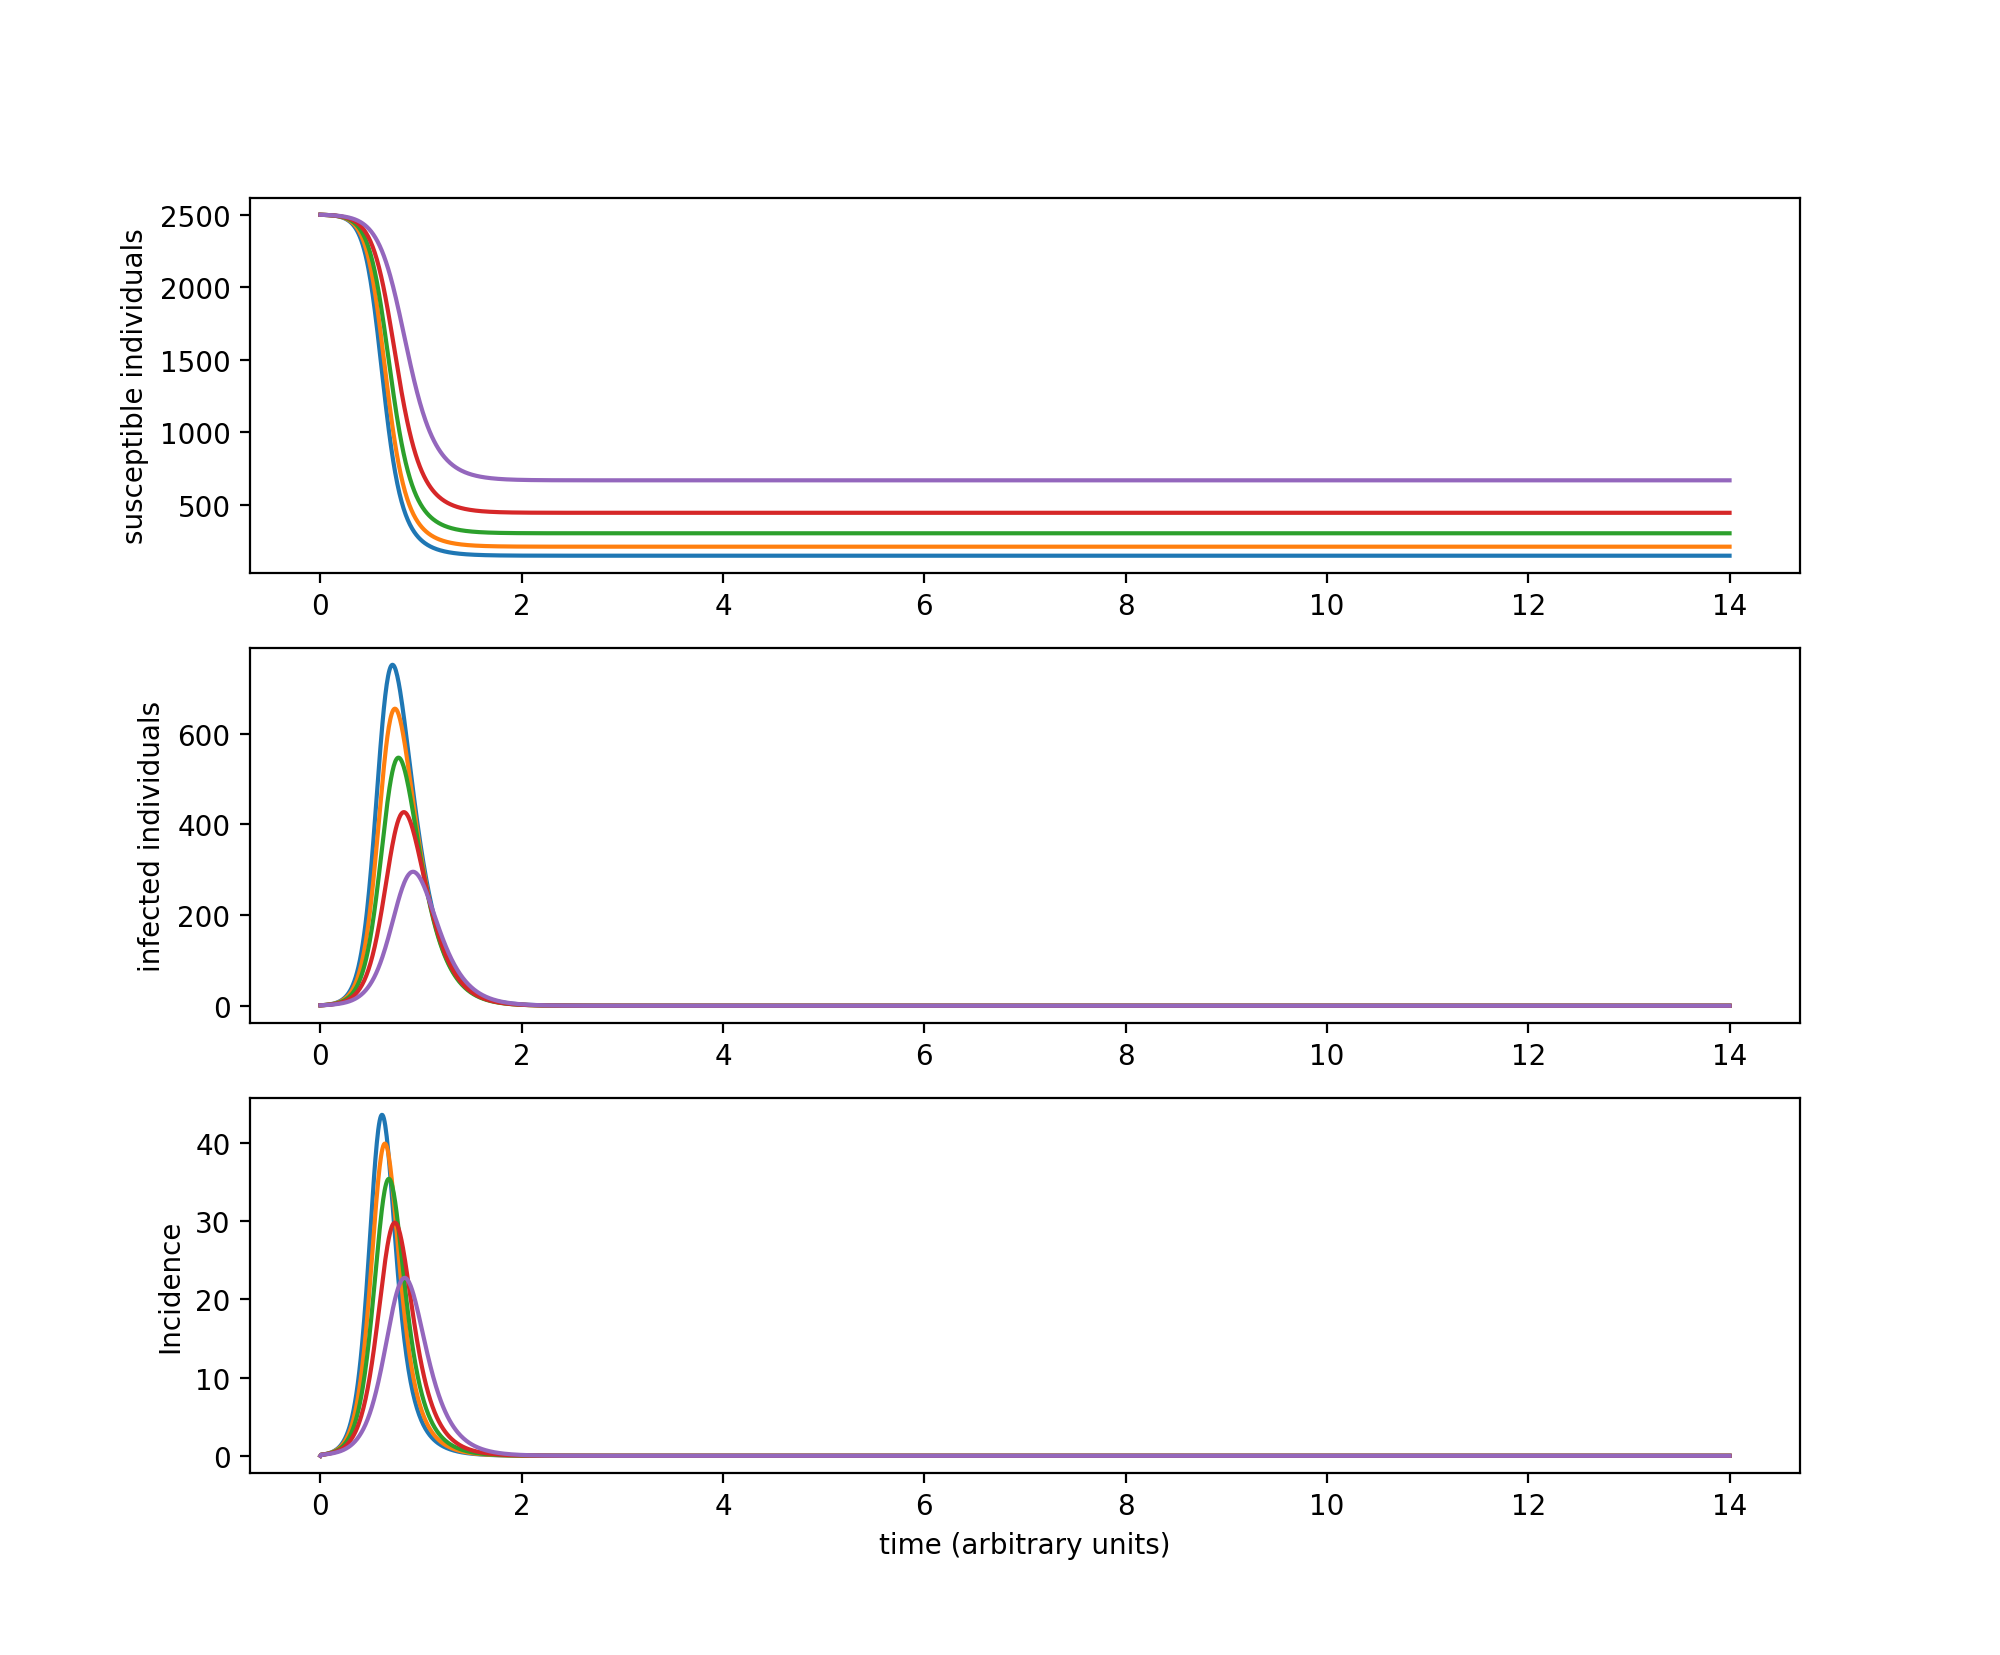 susceptible individuals
2500
2000
1500
1000
500
0 2 4 6 8 10 12 14
infected individuals
600
400
200
0
0 2 4 6 8 10 12 14
Incidence
40
30
20
10
0
0 2 4 6 8 10 12 14
time (arbitrary units)